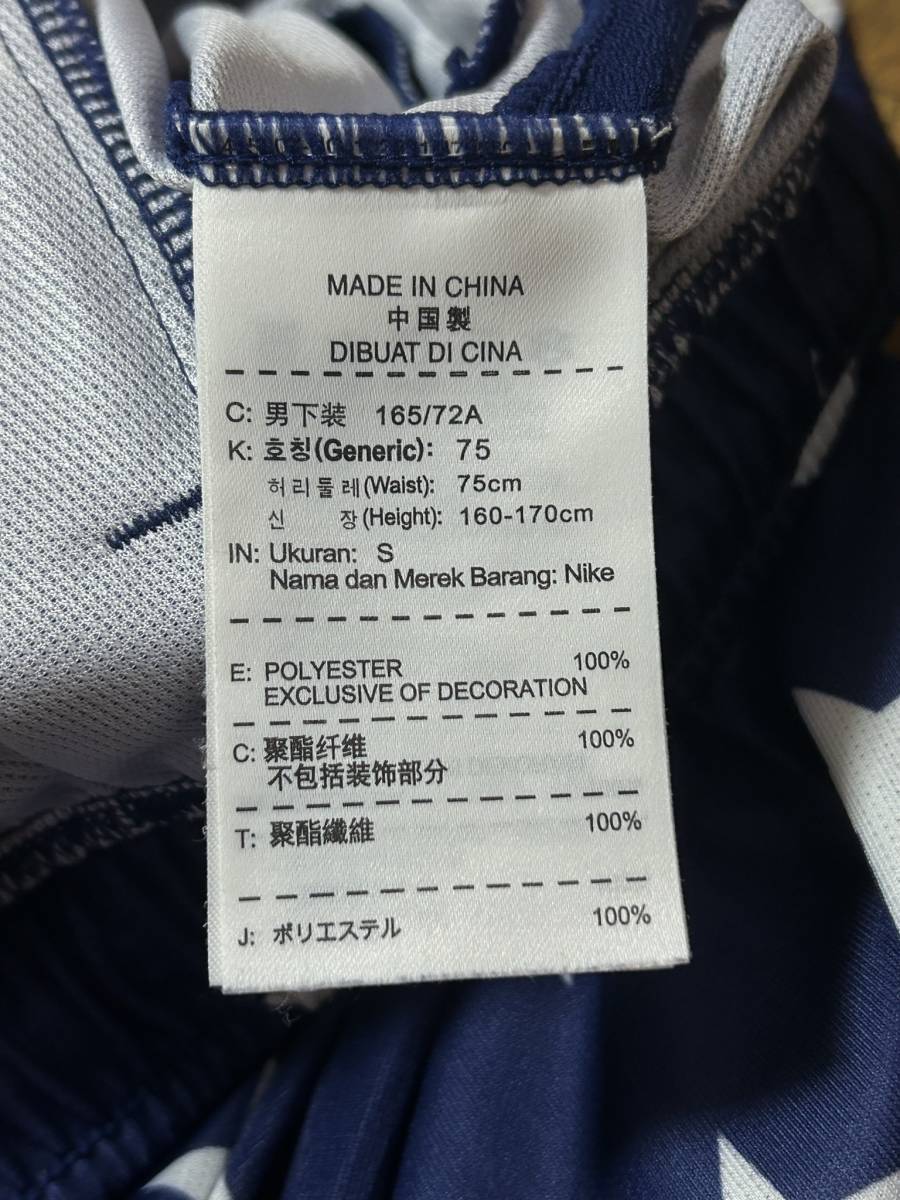 MADE IN CHINA
中国製
DIBUAT DI CINA
C: 男下装 165/72A
K: 호칭(Generic): 75
허리둘레(Waist): 75cm
신 장(Height): 160-170cm
IN: Ukuran: S
Nama dan Merek Barang: Nike
E: POLYESTER 100%
EXCLUSIVE OF DECORATION
C: 聚酯纤维 100%
不包括装饰部分
T: 聚酯纖維 100%
J: ポリエステル 100%